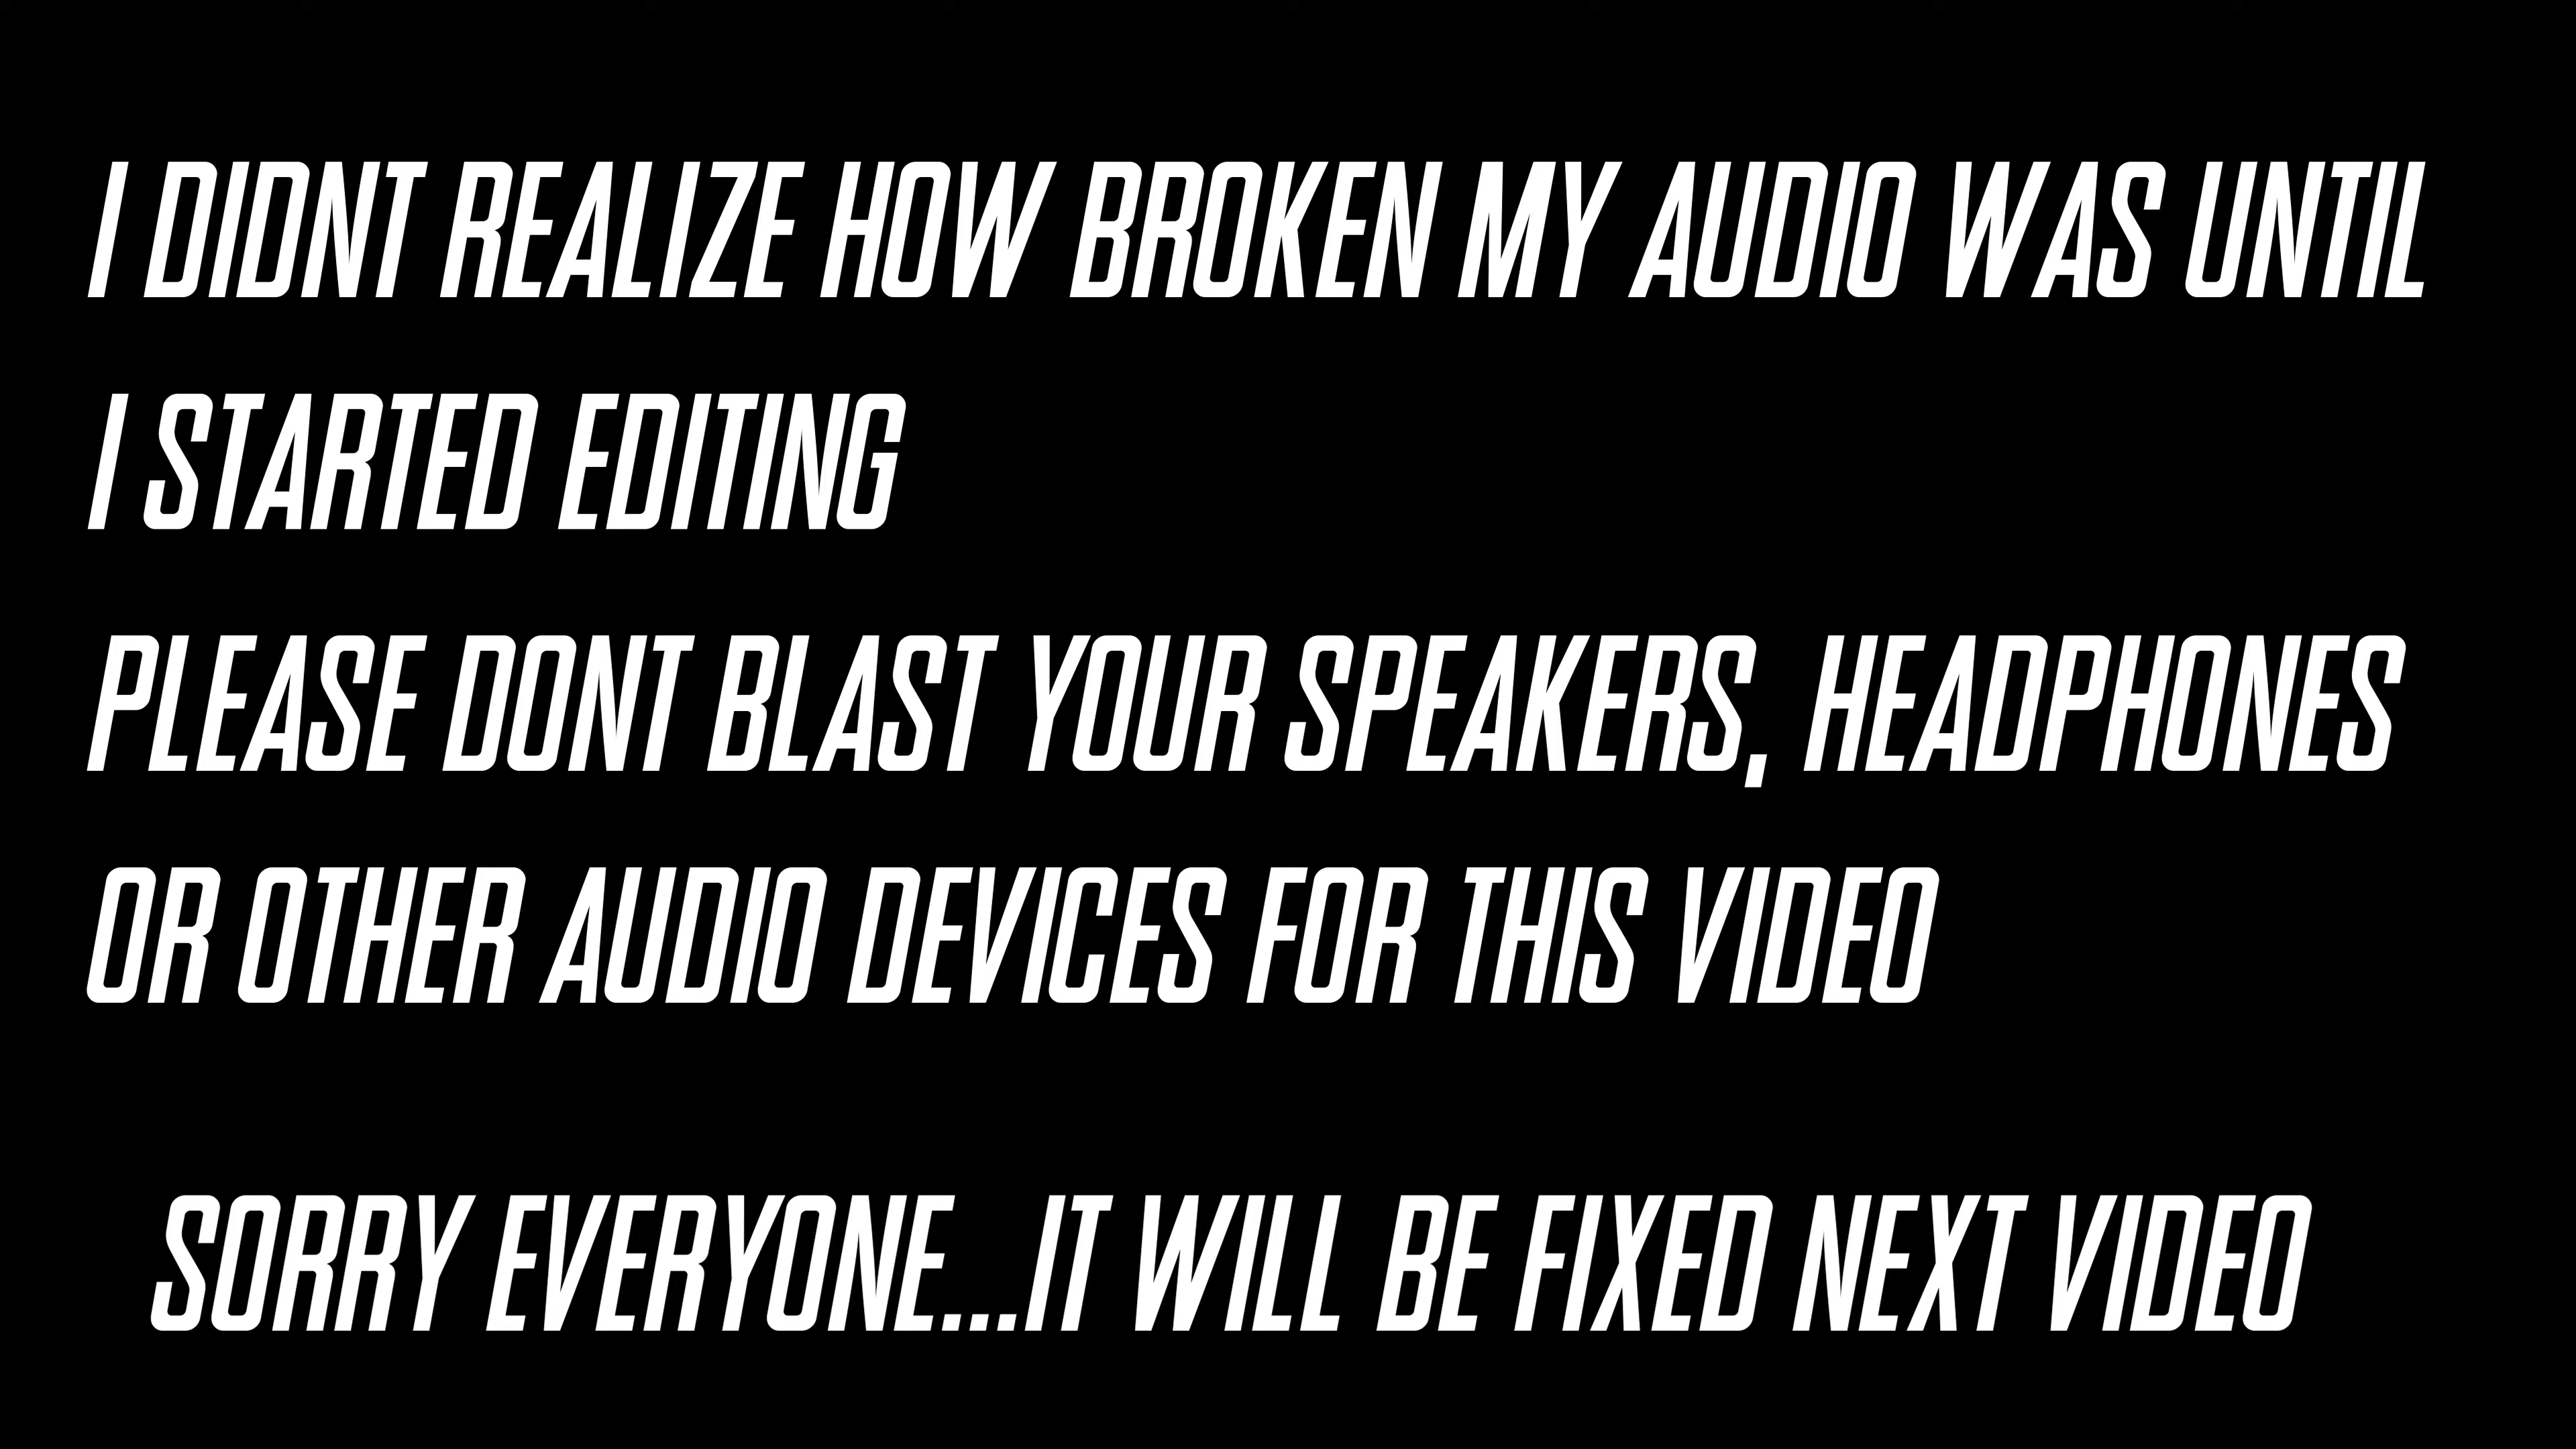 I DIDNT REALIZE HOW BROKEN MY AUDIO WAS UNTIL
I STARTED EDITING
PLEASE DONT BLAST YOUR SPEAKERS, HEADPHONES
OR OTHER AUDIO DEVICES FOR THIS VIDEO
SORRY EVERYONE...IT WILL BE FIXED NEXT VIDEO